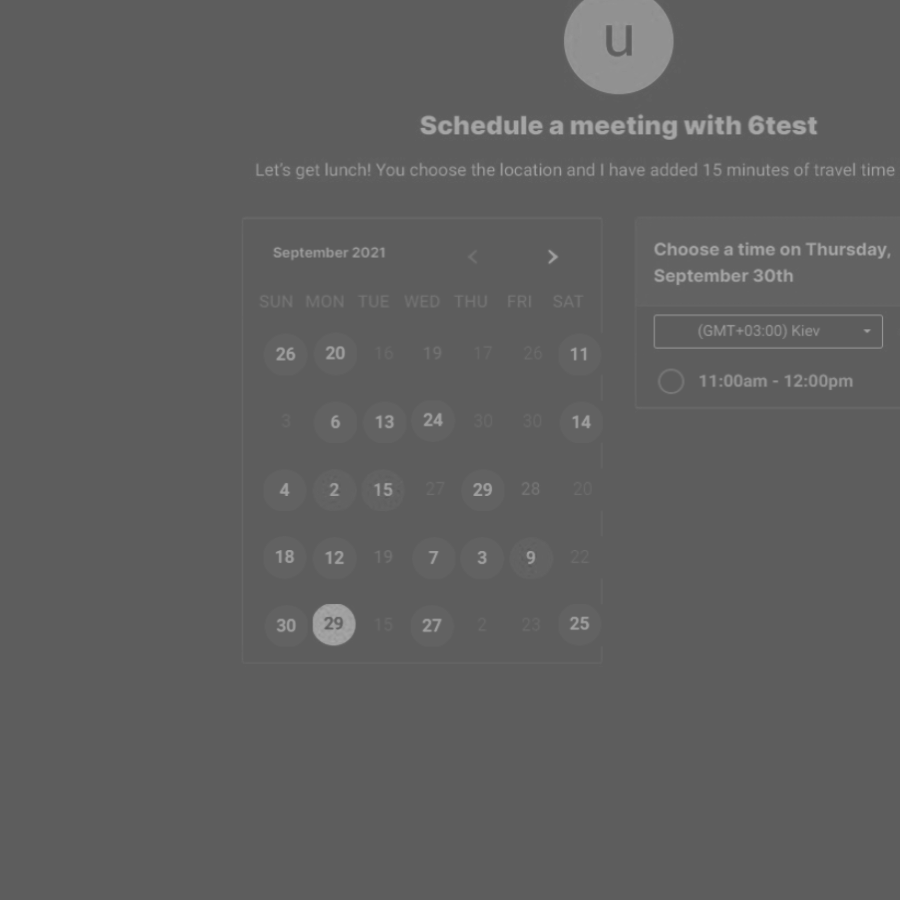 u
Schedule a meeting with 6test
Let's get lunch! You choose the location and I have added 15 minutes of travel time
September 2021
SUN MON TUE WED THU FRI SAT
26 20 16 19 17 26 11
3 6 13 24 30 30 14
4 2 15 27 29 28 20
18 12 19 7 3 9 22
30 29 15 27 2 23 25
Choose a time on Thursday,
September 30th
(GMT+03:00) Kiev
11:00am - 12:00pm